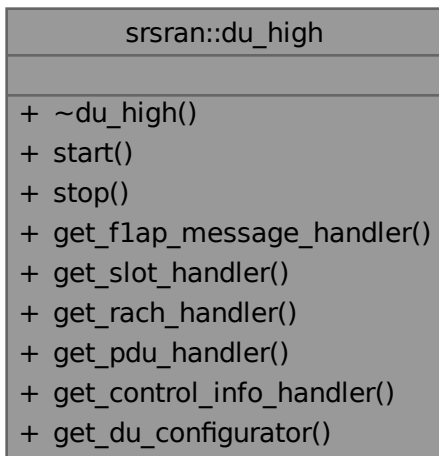 srsran::du_high
+ ~du_high()
+ start()
+ stop()
+ get_f1ap_message_handler()
+ get_slot_handler()
+ get_rach_handler()
+ get_pdu_handler()
+ get_control_info_handler()
+ get_du_configurator()